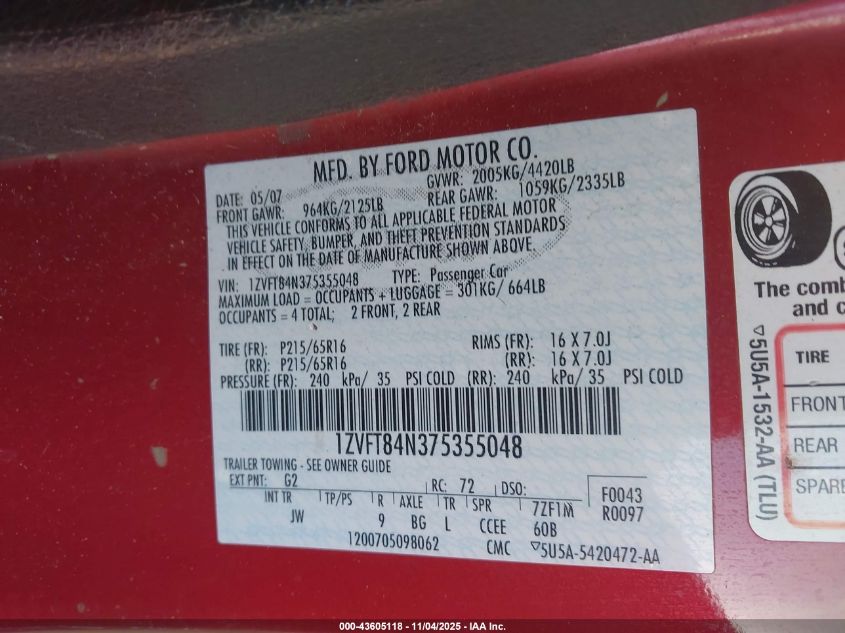 MFD. BY FORD MOTOR CO.
DATE: 05/07
GVWR: 2005KG/4420LB
FRONT GAWR: 964KG/2125LB
REAR GAWR: 1059KG/2335LB
THIS VEHICLE CONFORMS TO ALL APPLICABLE FEDERAL MOTOR
VEHICLE SAFETY, BUMPER, AND THEFT PREVENTION STANDARDS
IN EFFECT ON THE DATE OF MANUFACTURE SHOWN ABOVE.
VIN: 1ZVFT84N375355048 TYPE: Passenger Car
MAXIMUM LOAD = OCCUPANTS + LUGGAGE = 301KG/ 664LB
OCCUPANTS = 4 TOTAL; 2 FRONT, 2 REAR
TIRE (FR): P215/65R16 RIMS (FR): 16 X 7.0J
(RR): P215/65R16 (RR): 16 X 7.0J
PRESSURE (FR): 240 kPa/ 35 PSI COLD (RR): 240 kPa/ 35 PSI COLD
1ZVFT84N375355048
TRAILER TOWING - SEE OWNER GUIDE
EXT PNT: G2 RC: 72 DSO:
INT TR TP/PS R AXLE TR SPR 7ZF1M F0043
JW 9 BG L CCEE 60B R0097
1200705098062 CMC ▽5U5A-5420472-AA
The comb
and c
TIRE
FRONT
REAR
SPARE
▽5U5A-1532-AA (TLU)
000-43605118 - 11/04/2025 - IAA Inc.